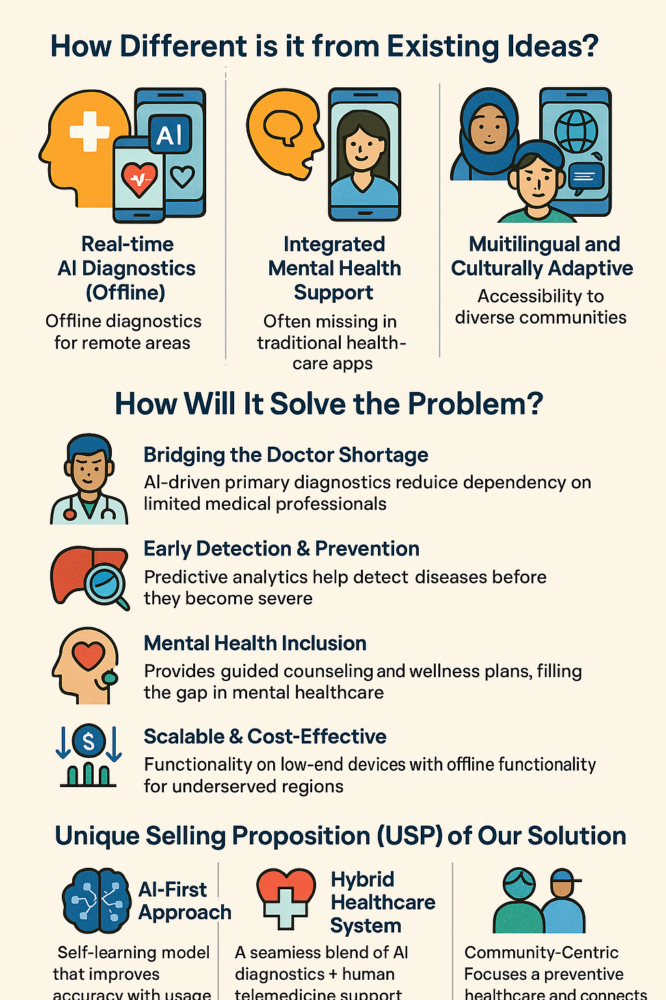 How Different is it from Existing Ideas?
AI
Real-time
AI Diagnostics
(Offline)
Offline diagnostics
for remote areas
Integrated
Mental Health
Support
Often missing in
traditional health-
care apps
Muitilingual and
Culturally Adaptive
Accessibility to
diverse communities
How Will It Solve the Problem?
Bridging the Doctor Shortage
AI-driven primary diagnostics reduice dependency on
limited medical professionals
Early Detection & Prevention
Predictive analytics help detect diseases before
they become severe
Mental Health Inclusion
Provides guided counseling and wellness plans, filling
the gap in mental healthcare
$
Scalable & Cost-Effective
Functionality on low-end devices with offline functionality
for underserved regions
Unique Selling Proposition (USP) of Our Solution
AI-First
Approach
Self-learning model
that improves
accuracy with usage
Hybrid
Healthcare
System
A seamiess blend of AI
diagnostics + human
telemedicine support
Community-Centric
Focuses a preventive
healthcare and connects